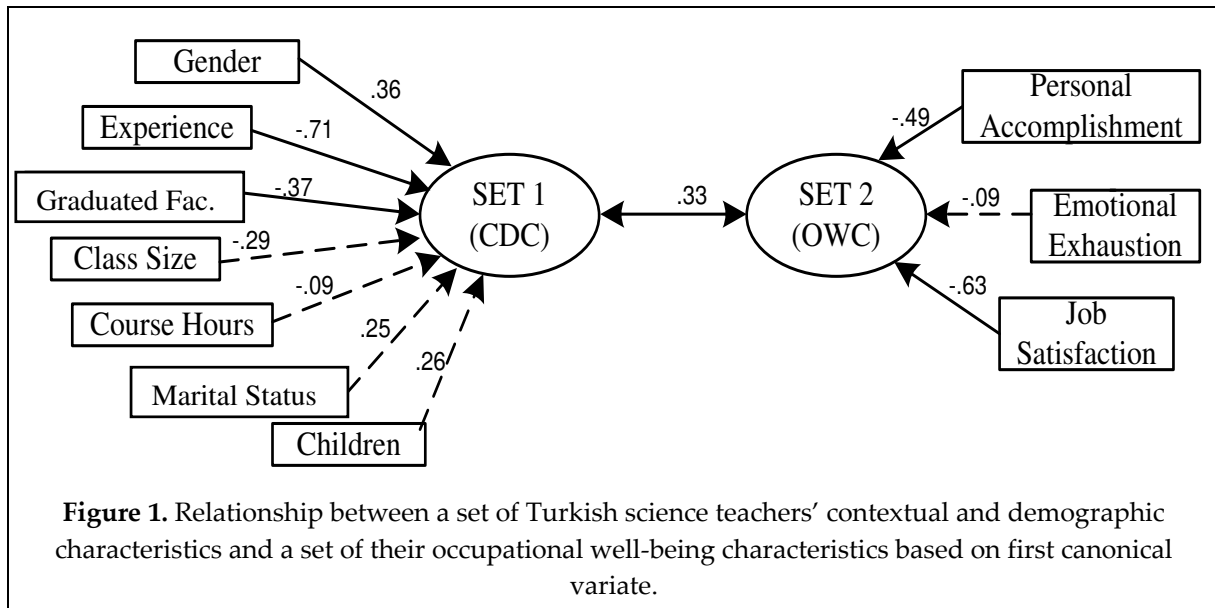 Gender
.36
Experience
-.71
Graduated Fac.
-.37
Class Size
-.29
Course Hours
-.09
Marital Status
.25
Children
.26
SET 1
(CDC)
.33
SET 2
(OWC)
Personal
Accomplishment
-.49
Emotional
Exhaustion
-.09
Job
Satisfaction
-.63
Figure 1. Relationship between a set of Turkish science teachers’ contextual and demographic
characteristics and a set of their occupational well-being characteristics based on first canonical
variate.